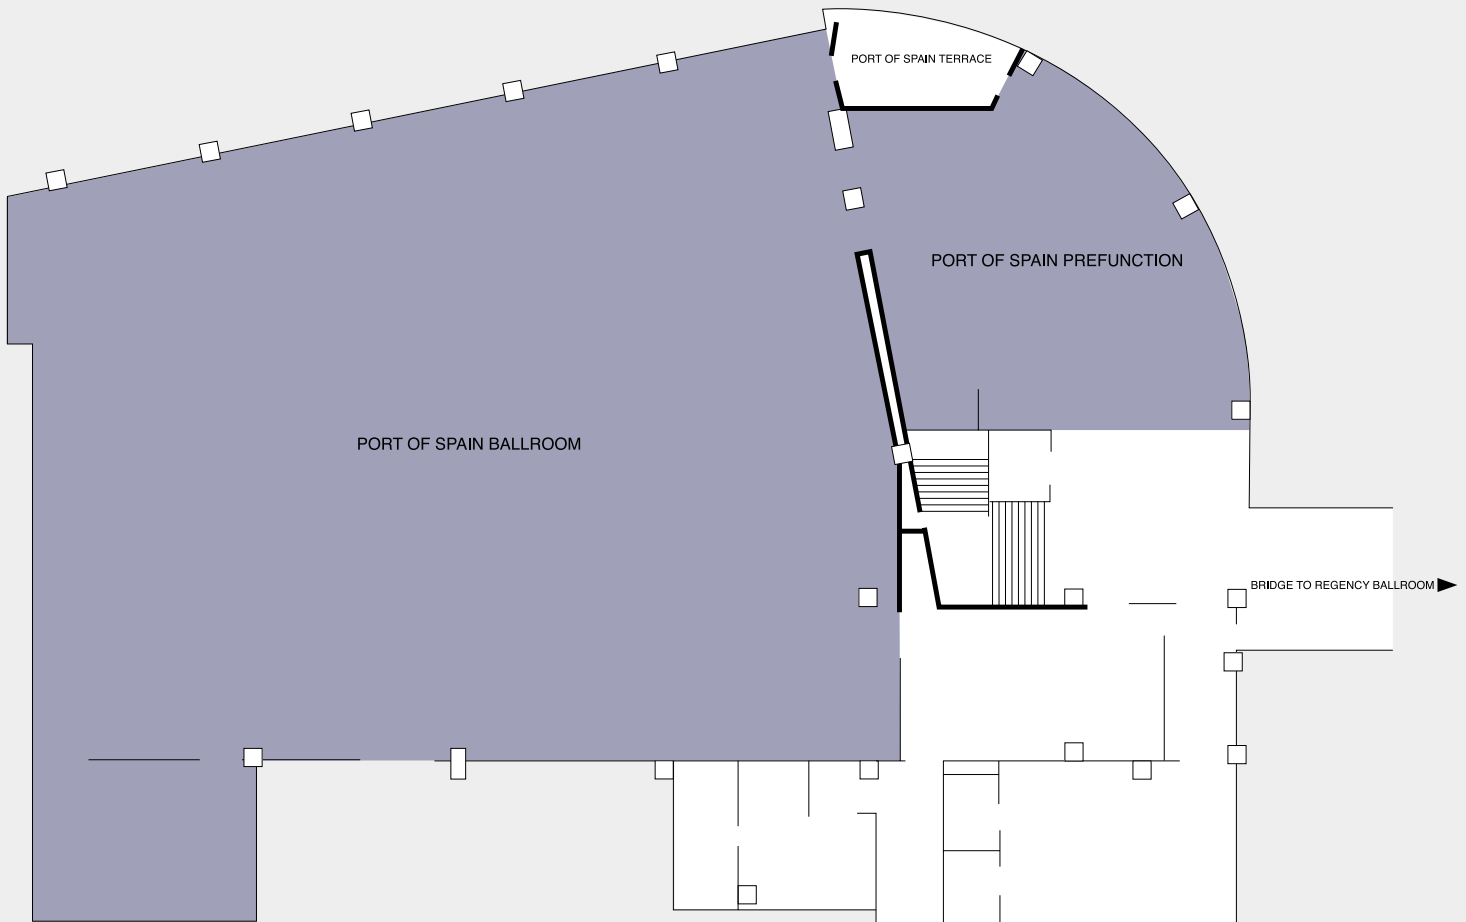 PORT OF SPAIN TERRACE
PORT OF SPAIN PREFUNCTION
PORT OF SPAIN BALLROOM
BRIDGE TO REGENCY BALLROOM